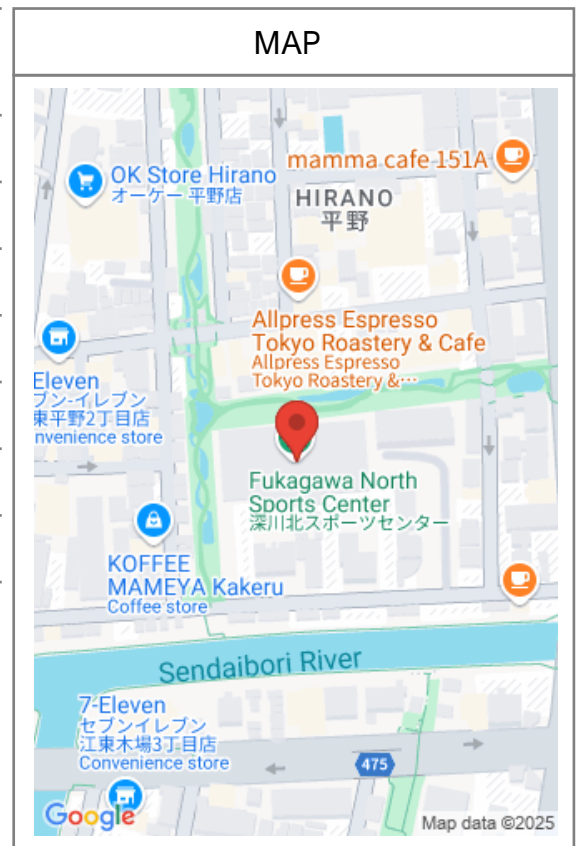 MAP
mamma cafe 151A
OK Store Hirano
オーケー 平野店
HIRANO
平野
Allpress Espresso
Tokyo Roastery & Cafe
Allpress Espresso
Tokyo Roastery &⋯
Eleven
ブン-イレブン
東平野2丁目店
nvenience store
Fukagawa North
Sports Center
深川北スポーツセンター
KOFFEE
MAMEYA Kakeru
Coffee store
Sendaibori River
7-Eleven
セブンイレブン
江東木場3丁目店
Convenience store
475
Google
Map data ©2025